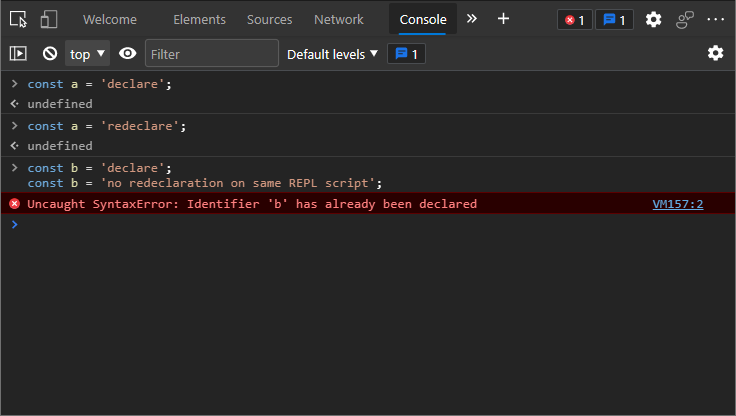 Welcome Elements Sources Network Console » + 1 1
top ▼ Filter Default levels ▼ 1
> const a = 'declare';
undefined
> const a = 'redeclare';
undefined
> const b = 'declare';
const b = 'no redeclaration on same REPL script';
Uncaught SyntaxError: Identifier 'b' has already been declared VM157:2
>